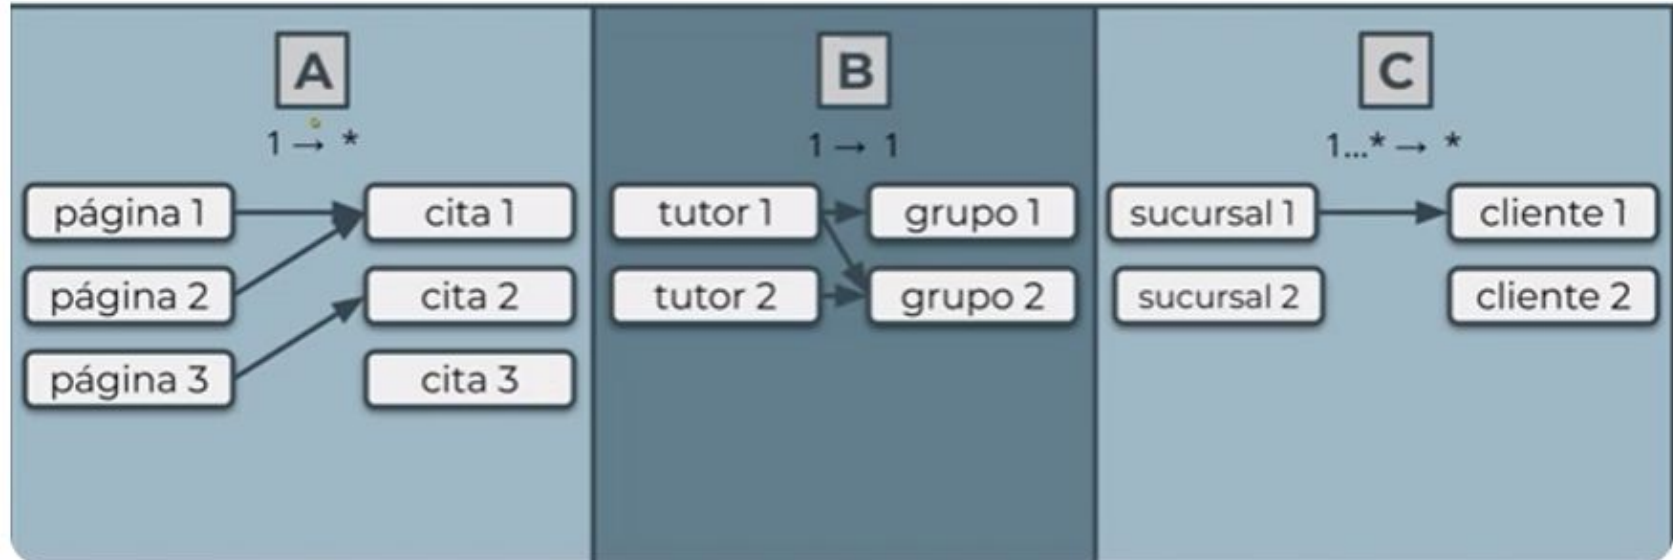 A
1 → *
página 1
cita 1
página 2
cita 2
página 3
cita 3
B
1 → 1
tutor 1
grupo 1
tutor 2
grupo 2
C
1...* → *
sucursal 1
cliente 1
sucursal 2
cliente 2